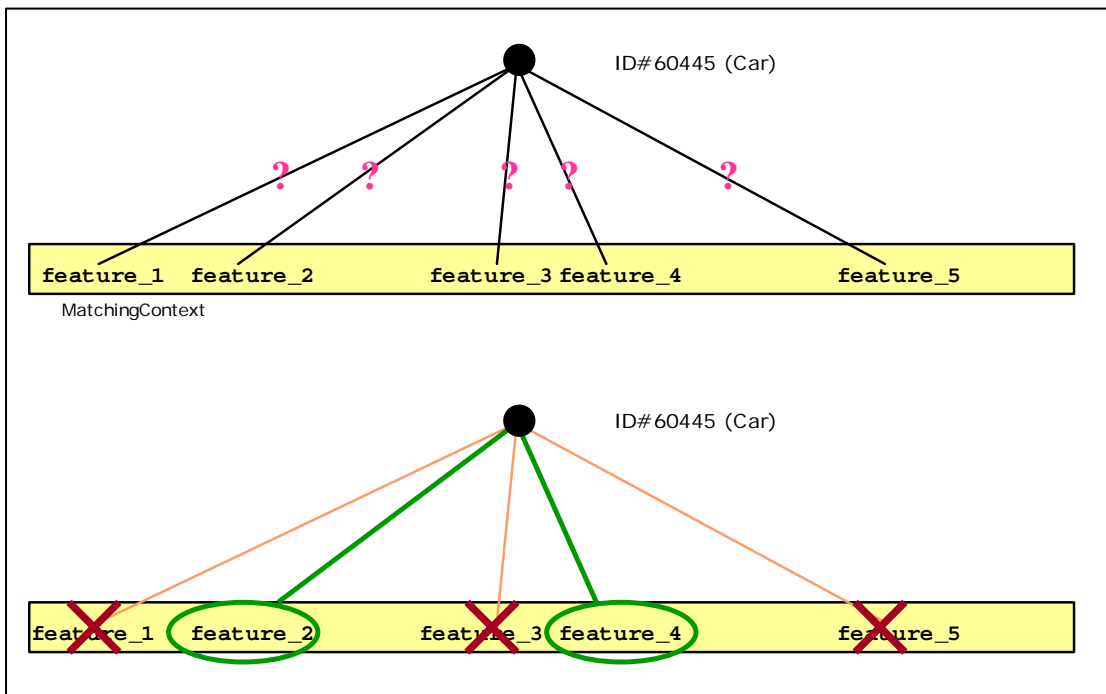 ID#60445 (Car)
? ? ? ? ?
feature_1 feature_2 feature_3 feature_4 feature_5
MatchingContext
ID#60445 (Car)
feature_1 feature_2 feature_3 feature_4 feature_5